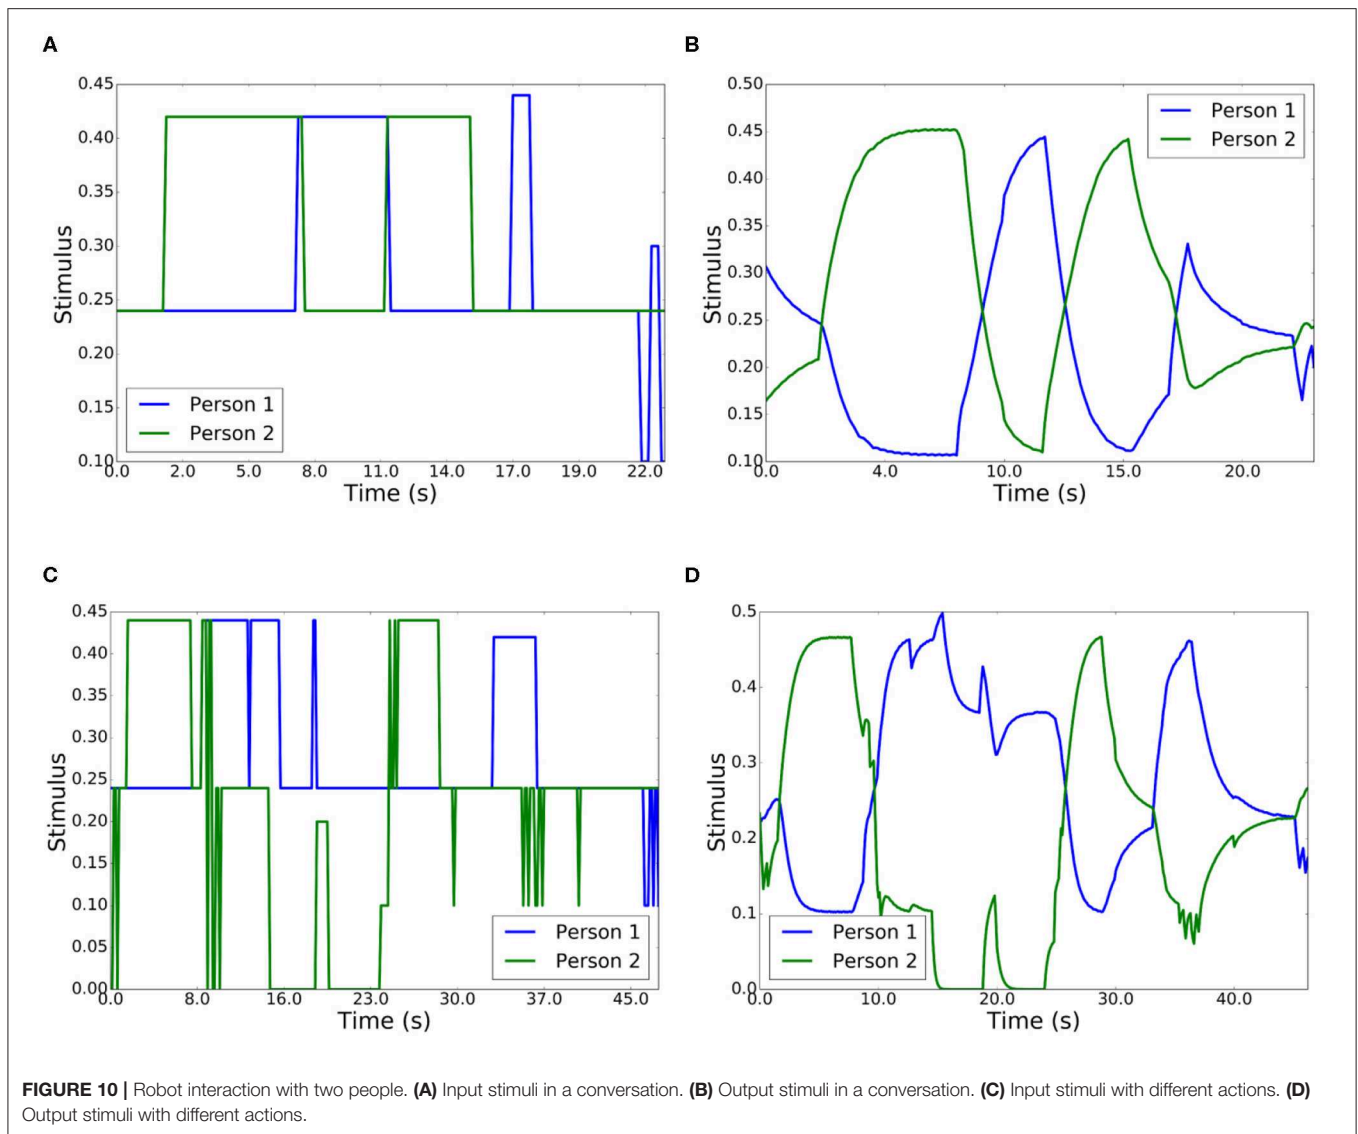 A
B
0.45
0.40
0.35
0.30
0.25
0.20
0.15
0.10
Stimulus
Person 1
Person 2
0.0 2.0 5.0 8.0 11.0 14.0 17.0 19.0 22.0
Time (s)
0.50
0.45
0.40
0.35
0.30
0.25
0.20
0.15
0.10
Stimulus
Person 1
Person 2
0.0 4.0 10.0 15.0 20.0
Time (s)
C
D
0.45
0.40
0.35
0.30
0.25
0.20
0.15
0.10
0.05
0.00
Stimulus
Person 1
Person 2
0.0 8.0 16.0 23.0 30.0 37.0 45.0
Time (s)
0.5
0.4
0.3
0.2
0.1
0.0
Stimulus
Person 1
Person 2
0.0 10.0 20.0 30.0 40.0
Time (s)
FIGURE 10 | Robot interaction with two people. (A) Input stimuli in a conversation. (B) Output stimuli in a conversation. (C) Input stimuli with different actions. (D)
Output stimuli with different actions.